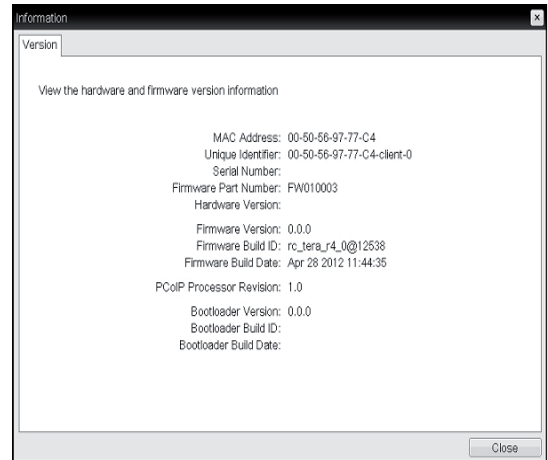 Information
Version
View the hardware and firmware version information
MAC Address: 00-50-56-97-77-C4
Unique Identifier: 00-50-56-97-77-C4-client-0
Serial Number:
Firmware Part Number: FW010003
Hardware Version:
Firmware Version: 0.0.0
Firmware Build ID: rc_tera_r4_0@12538
Firmware Build Date: Apr 28 2012 11:44:35
PCoIP Processor Revision: 1.0
Bootloader Version: 0.0.0
Bootloader Build ID:
Bootloader Build Date:
Close